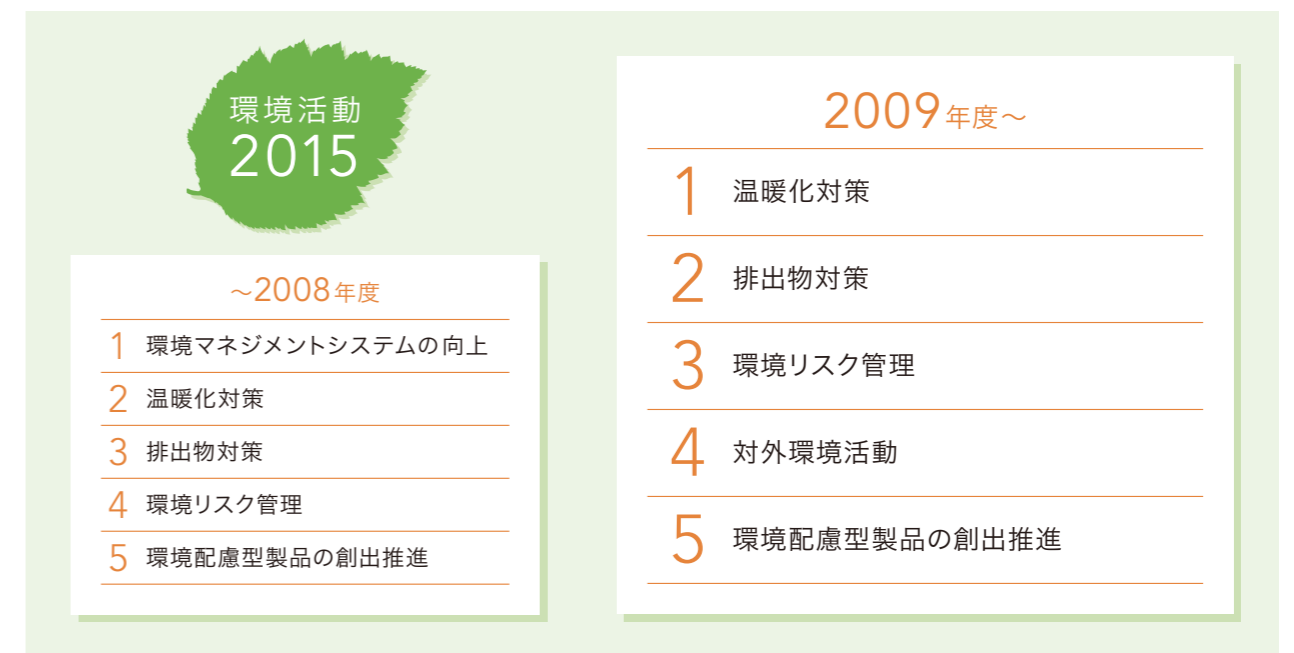 環境活動
2015
～2008年度
1 環境マネジメントシステムの向上
2 温暖化対策
3 排出物対策
4 環境リスク管理
5 環境配慮型製品の創出推進
2009年度～
1 温暖化対策
2 排出物対策
3 環境リスク管理
4 対外環境活動
5 環境配慮型製品の創出推進